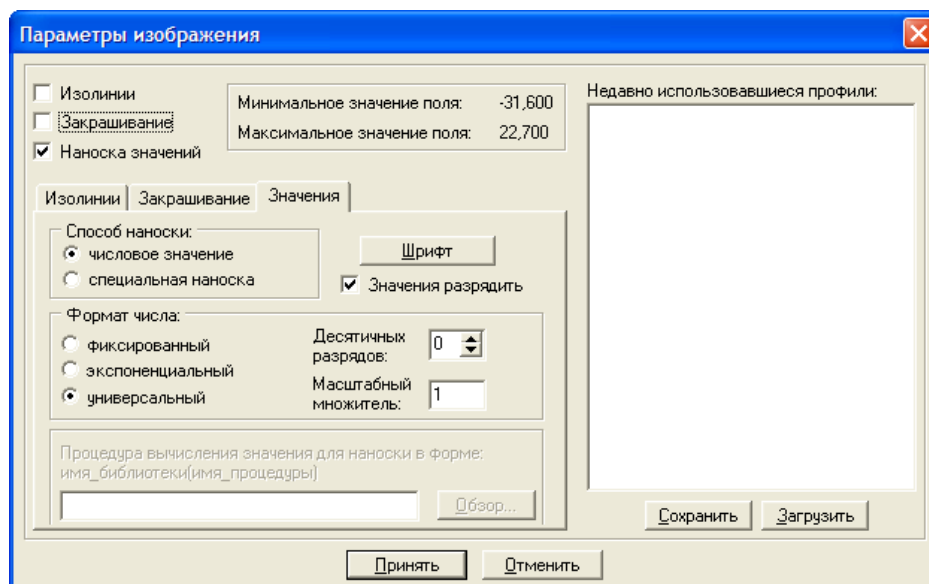 Параметры изображения
Изолинии
Закрашивание
Наноска значений
Минимальное значение поля: -31,600
Максимальное значение поля: 22,700
Недавно использовавшиеся профили:
Изолинии Закрашивание Значения
Способ наноски:
числовое значение
специальная наноска
Шрифт
Значения разрядить
Формат числа:
фиксированный
экспоненциальный
универсальный
Десятичных
разрядов:
0
Масштабный
множитель:
1
Процедура вычисления значения для наноски в форме:
имя_библиотеки(имя_процедуры)
Обзор...
Сохранить Загрузить
Принять Отменить